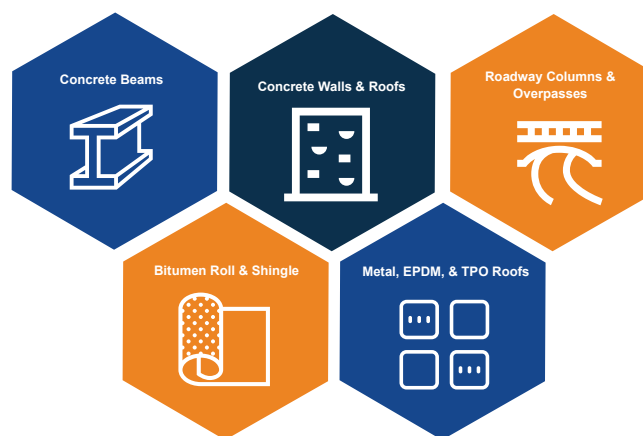 Concrete Beams
Concrete Walls & Roofs
Roadway Columns &
Overpasses
Bitumen Roll & Shingle
Metal, EPDM, & TPO Roofs